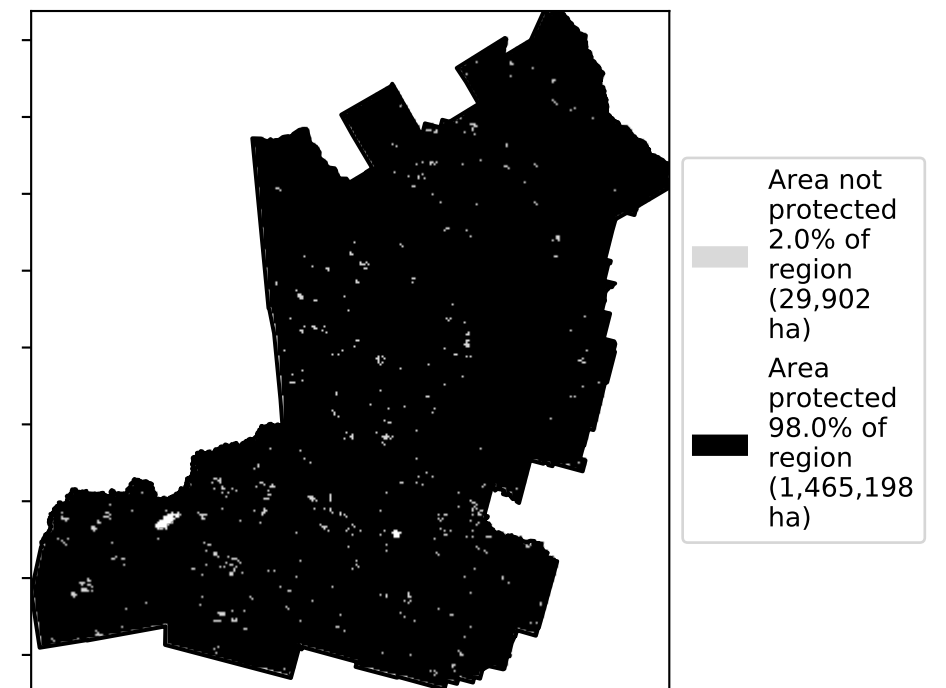 Area not
protected
2.0% of
region
(29,902
ha)
Area
protected
98.0% of
region
(1,465,198
ha)